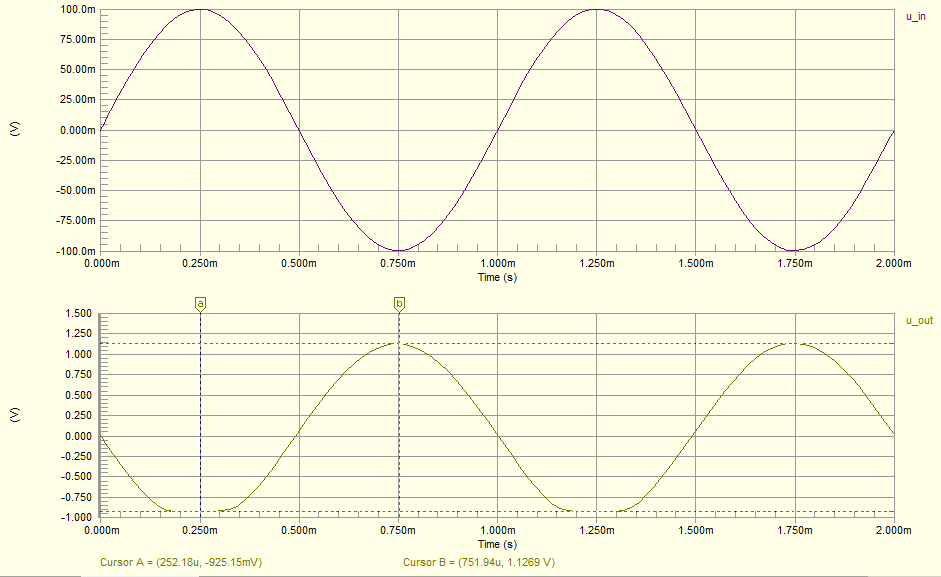 100.0m
u_in
75.00m
50.00m
25.00m
(V)
0.000m
-25.00m
-50.00m
-75.00m
-100.0m
0.000m 0.250m 0.500m 0.750m 1.000m 1.250m 1.500m 1.750m 2.000m
Time (s)
a b
1.500
u_out
1.250
1.000
0.750
0.500
0.250
(V)
0.000
-0.250
-0.500
-0.750
-1.000
0.000m 0.250m 0.500m 0.750m 1.000m 1.250m 1.500m 1.750m 2.000m
Time (s)
Cursor A = (252.18u, -925.15mV) Cursor B = (751.94u, 1.1269 V)